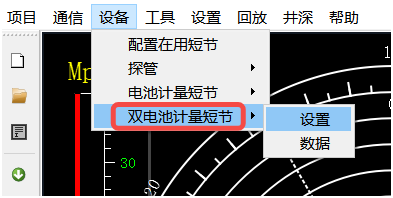 项目 通信 设备 工具 设置 回放 井深 帮助
配置在用短节
探管
电池计量短节
双电池计量短节
设置
数据
Mp
30
20
1